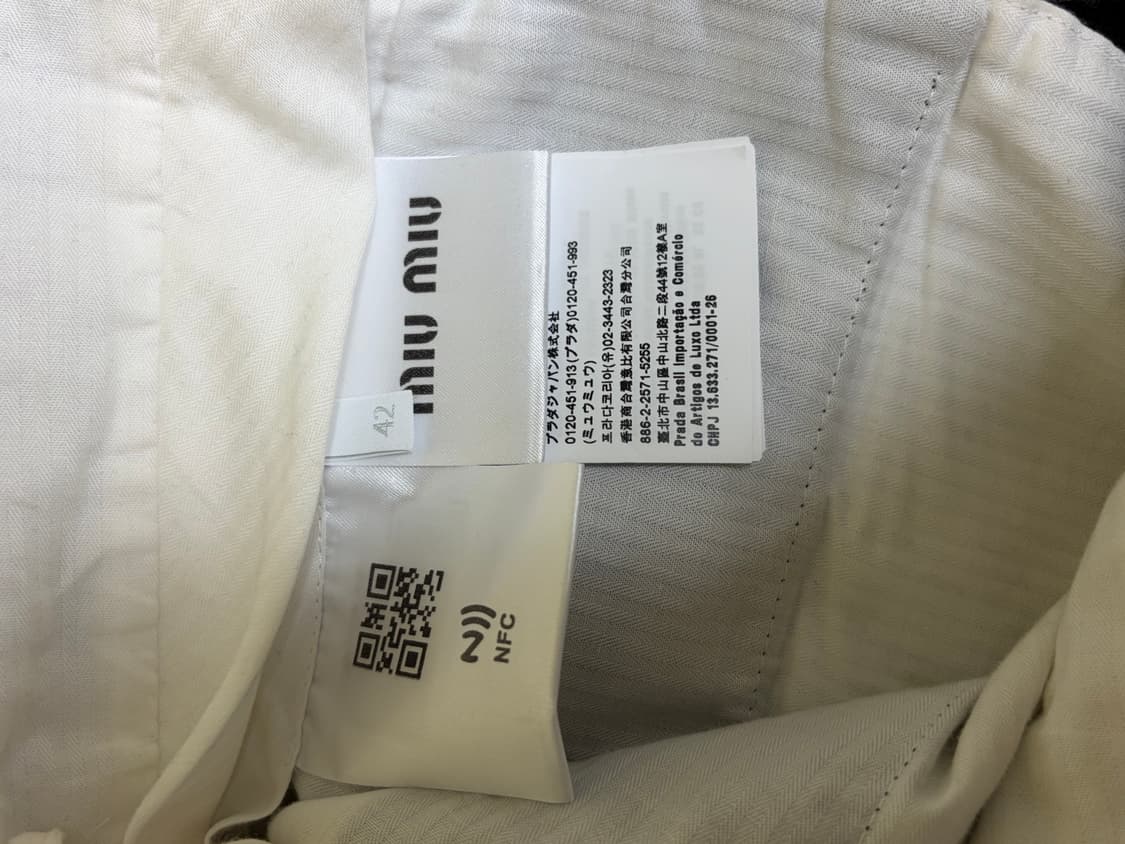 miu miu
42
プラダジャパン株式会社
0120-451-913 (プラダ)0120-451-993
(ミュウミュウ)
프라다코리아(유)02-3443-2323
香港商台灣意比有限公司台灣分公司
886-2-2571-5255
臺北市中山區中山北路二段44號12樓A室
Prada Brasil Importação e Comércio
do Artigos de Luxo Ltda
CNPJ 13.633.271/0001-26
NFC